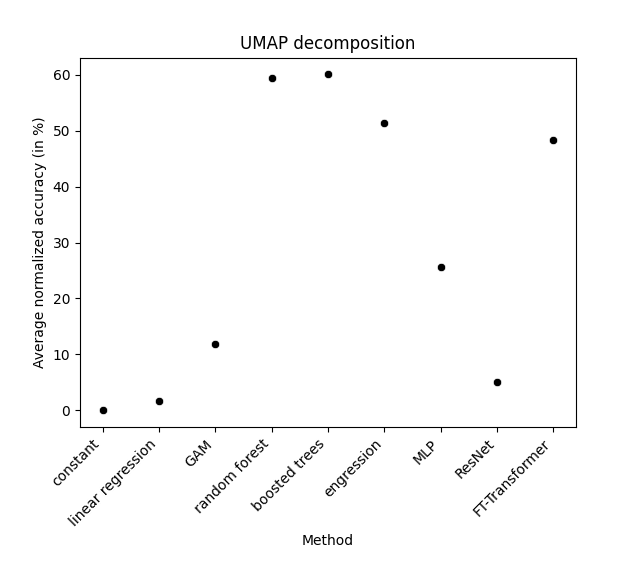 UMAP decomposition
Average normalized accuracy (in %)
60
50
40
30
20
10
0
constant
linear regression
GAM
random forest
boosted trees
engression
MLP
ResNet
FT-Transformer
Method